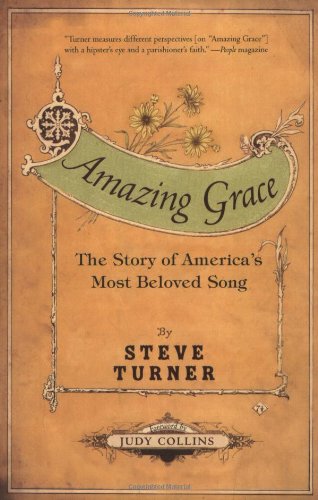 "Turner measures different perspectives [on "Amazing Grace"]
with a hipster's eye and a parishioner's faith." —People magazine
Amazing Grace
The Story of America's
Most Beloved Song
By
STEVE
TURNER
Foreword by
JUDY COLLINS